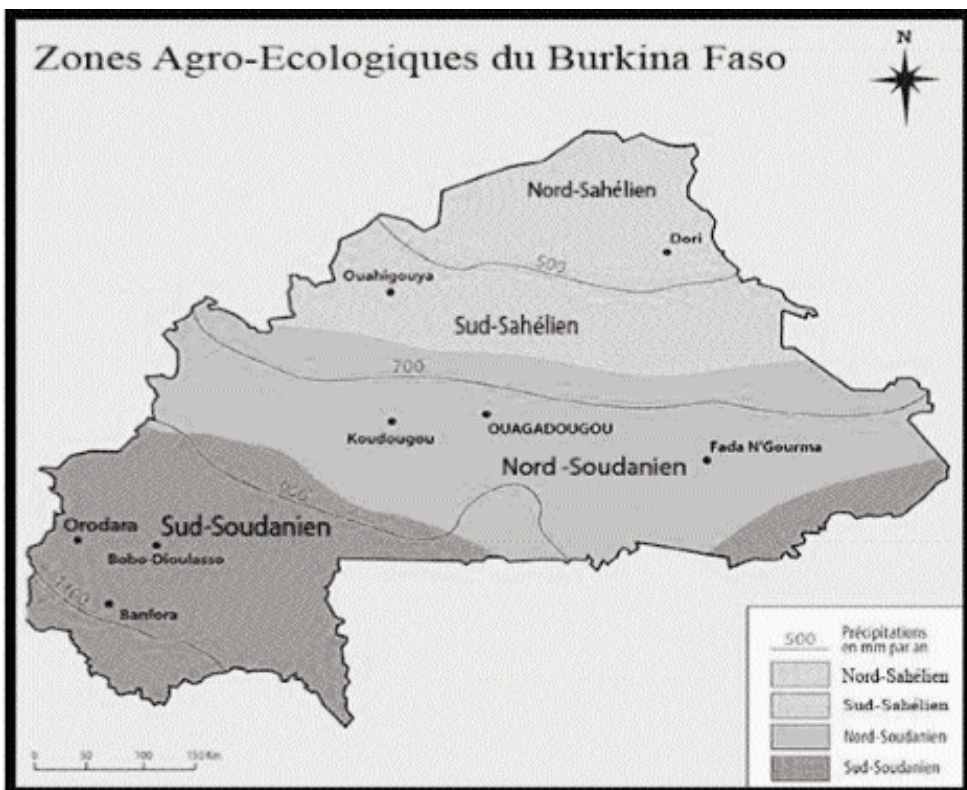 Zones Agro-Ecologiques du Burkina Faso
N
Nord-Sahélien
Dori
500
Ouahigouya
Sud-Sahélien
700
OUAGADOUGOU
Koudougou
Fada N'Gourma
Nord -Soudanien
900
Orodara
Sud-Soudanien
Bobo-Dioulasso
1100
Banfora
500
Précipitations
en mm par an
Nord-Sahélien
Sud-Sahélien
Nord-Soudanien
Sud-Soudanien
0 50 100 150 Km